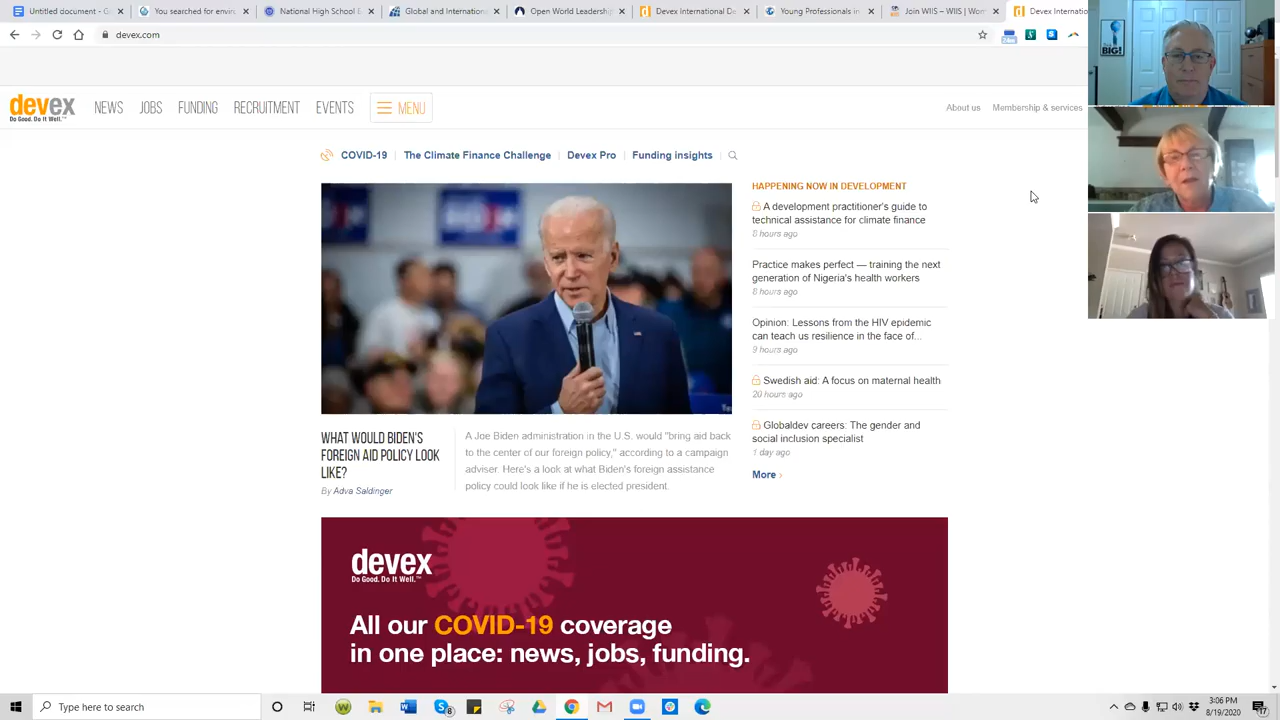 Untitled document - Googl
You searched for
National High School
Open World Leadership
Young Professionals in
Join WIIS – WIIS | Wom
Devex Internatio
devex.com
BIG!
devex
Do Good. Do It Well.™
NEWS
JOBS
FUNDING
RECRUITMENT
EVENTS
MENU
About us
Membership & services
COVID-19
The Climate Finance Challenge
Devex Pro
Funding insights
HAPPENING NOW IN DEVELOPMENT
A development practitioner's guide to
technical assistance for climate finance
8 hours ago
Practice makes perfect — training the next
generation of Nigeria's health workers
8 hours ago
Opinion: Lessons from the HIV epidemic
can teach us resilience in the face of...
9 hours ago
Swedish aid: A focus on maternal health
20 hours ago
Globaldev careers: The gender and
social inclusion specialist
1 day ago
More ›
WHAT WOULD BIDEN'S
FOREIGN AID POLICY LOOK
LIKE?
By Adva Saldinger
A Joe Biden administration in the U.S. would "bring aid back
to the center of our foreign policy," according to a campaign
adviser. Here's a look at what Biden's foreign assistance
policy could look like if he is elected president.
devex
Do Good. Do It Well.™
All our COVID-19 coverage
in one place: news, jobs, funding.
Type here to search
3:06 PM
8/19/2020
17